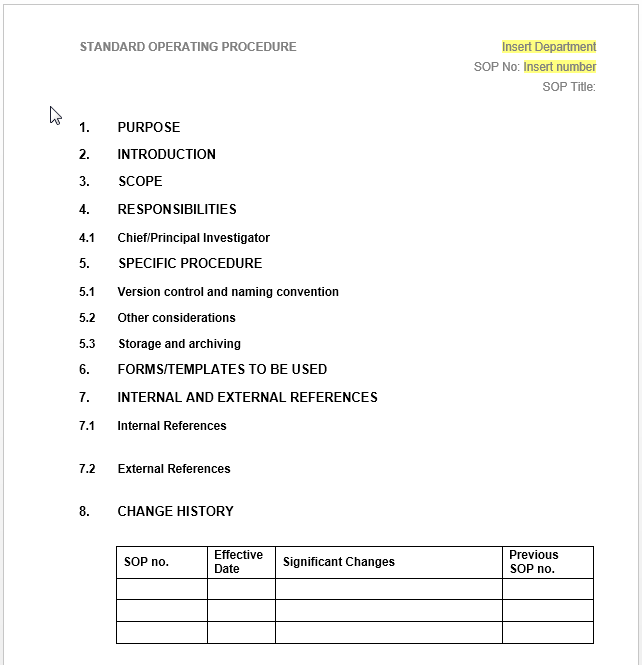 STANDARD OPERATING PROCEDURE
Insert Department
SOP No: Insert number
SOP Title:
1. PURPOSE
2. INTRODUCTION
3. SCOPE
4. RESPONSIBILITIES
4.1 Chief/Principal Investigator
5. SPECIFIC PROCEDURE
5.1 Version control and naming convention
5.2 Other considerations
5.3 Storage and archiving
6. FORMS/TEMPLATES TO BE USED
7. INTERNAL AND EXTERNAL REFERENCES
7.1 Internal References
7.2 External References
8. CHANGE HISTORY
SOP no.
Effective
Date
Significant Changes
Previous
SOP no.